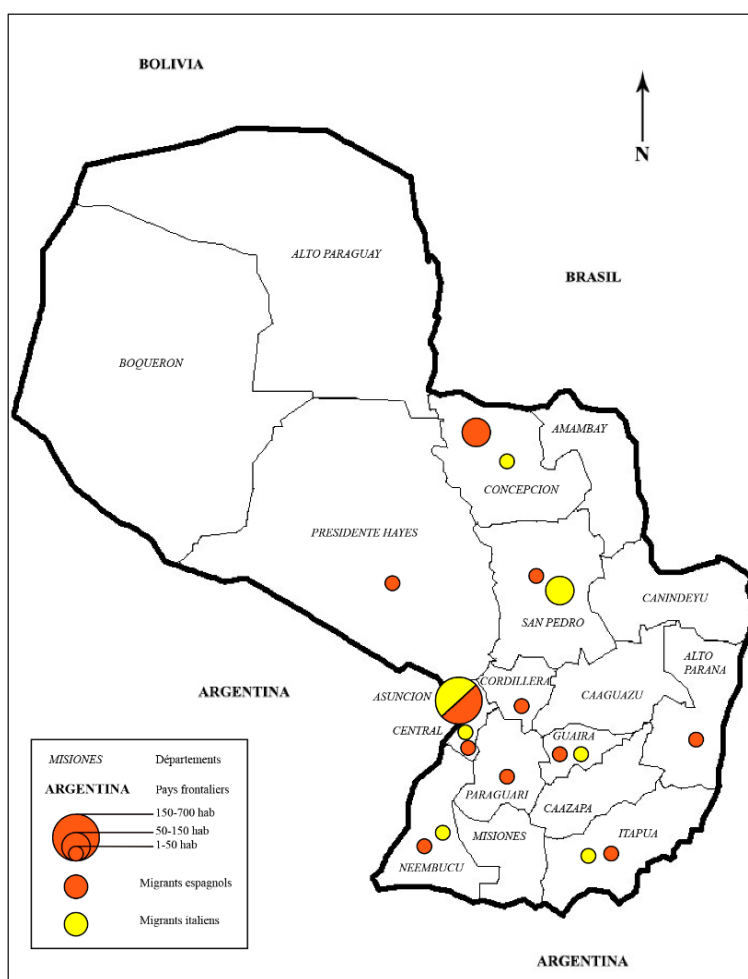 BOLIVIA
N
ALTO PARAGUAY
BRASIL
BOQUERON
AMAMBAY
CONCEPCION
PRESIDENTE HAYES
CANINDEYU
SAN PEDRO
ALTO
PARANA
CORDILLERA
ARGENTINA
ASUNCION
CAAGUAZU
CENTRAL
GUAIRA
PARAGUARI
CAAZAPA
MISIONES
ITAPUA
NEEMBUCU
MISIONES Départements
ARGENTINA Pays frontaliers
150-700 hab
50-150 hab
1-50 hab
Migrants espagnols
Migrants italiens
ARGENTINA